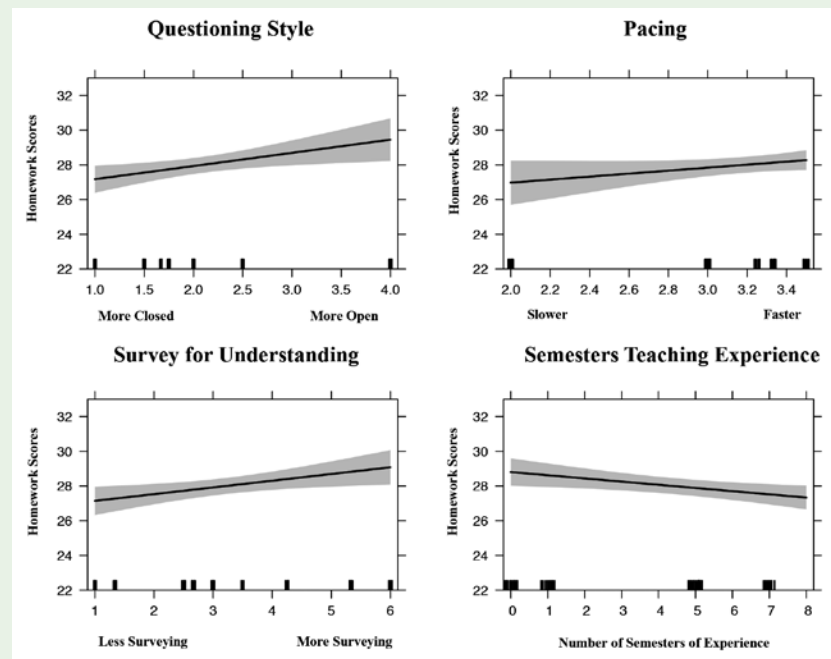 Questioning Style
Homework Scores
32
30
28
26
24
22
1.0 1.5 2.0 2.5 3.0 3.5 4.0
More Closed More Open
Pacing
Homework Scores
32
30
28
26
24
22
2.0 2.2 2.4 2.6 2.8 3.0 3.2 3.4
Slower Faster
Survey for Understanding
Homework Scores
32
30
28
26
24
22
1 2 3 4 5 6
Less Surveying More Surveying
Semesters Teaching Experience
Homework Scores
32
30
28
26
24
22
0 1 2 3 4 5 6 7 8
Number of Semesters of Experience